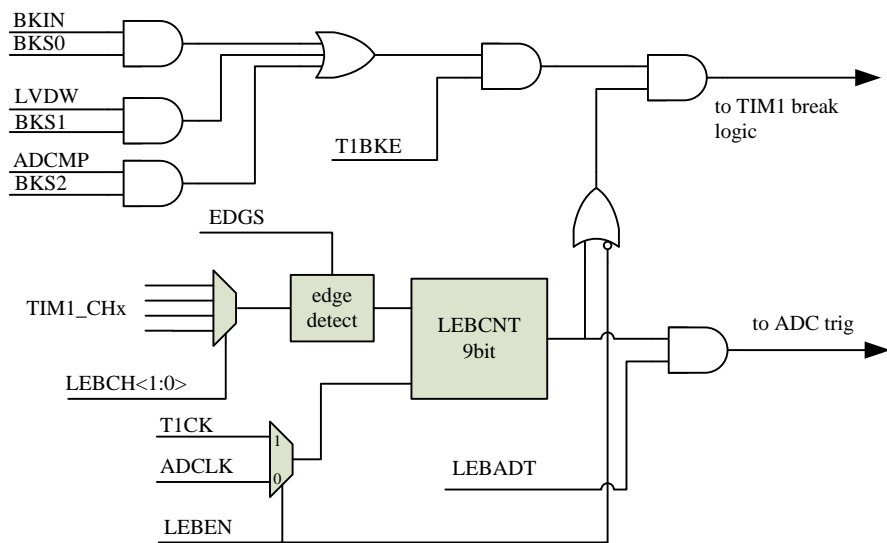 BKIN
BKS0
LVDW
BKS1
ADCMP
BKS2
T1BKE
to TIM1 break
logic
EDGS
TIM1_CHx
edge
detect
LEBCNT
9bit
to ADC trig
LEBCH<1:0>
T1CK
1
ADCLK
0
LEBADT
LEBEN